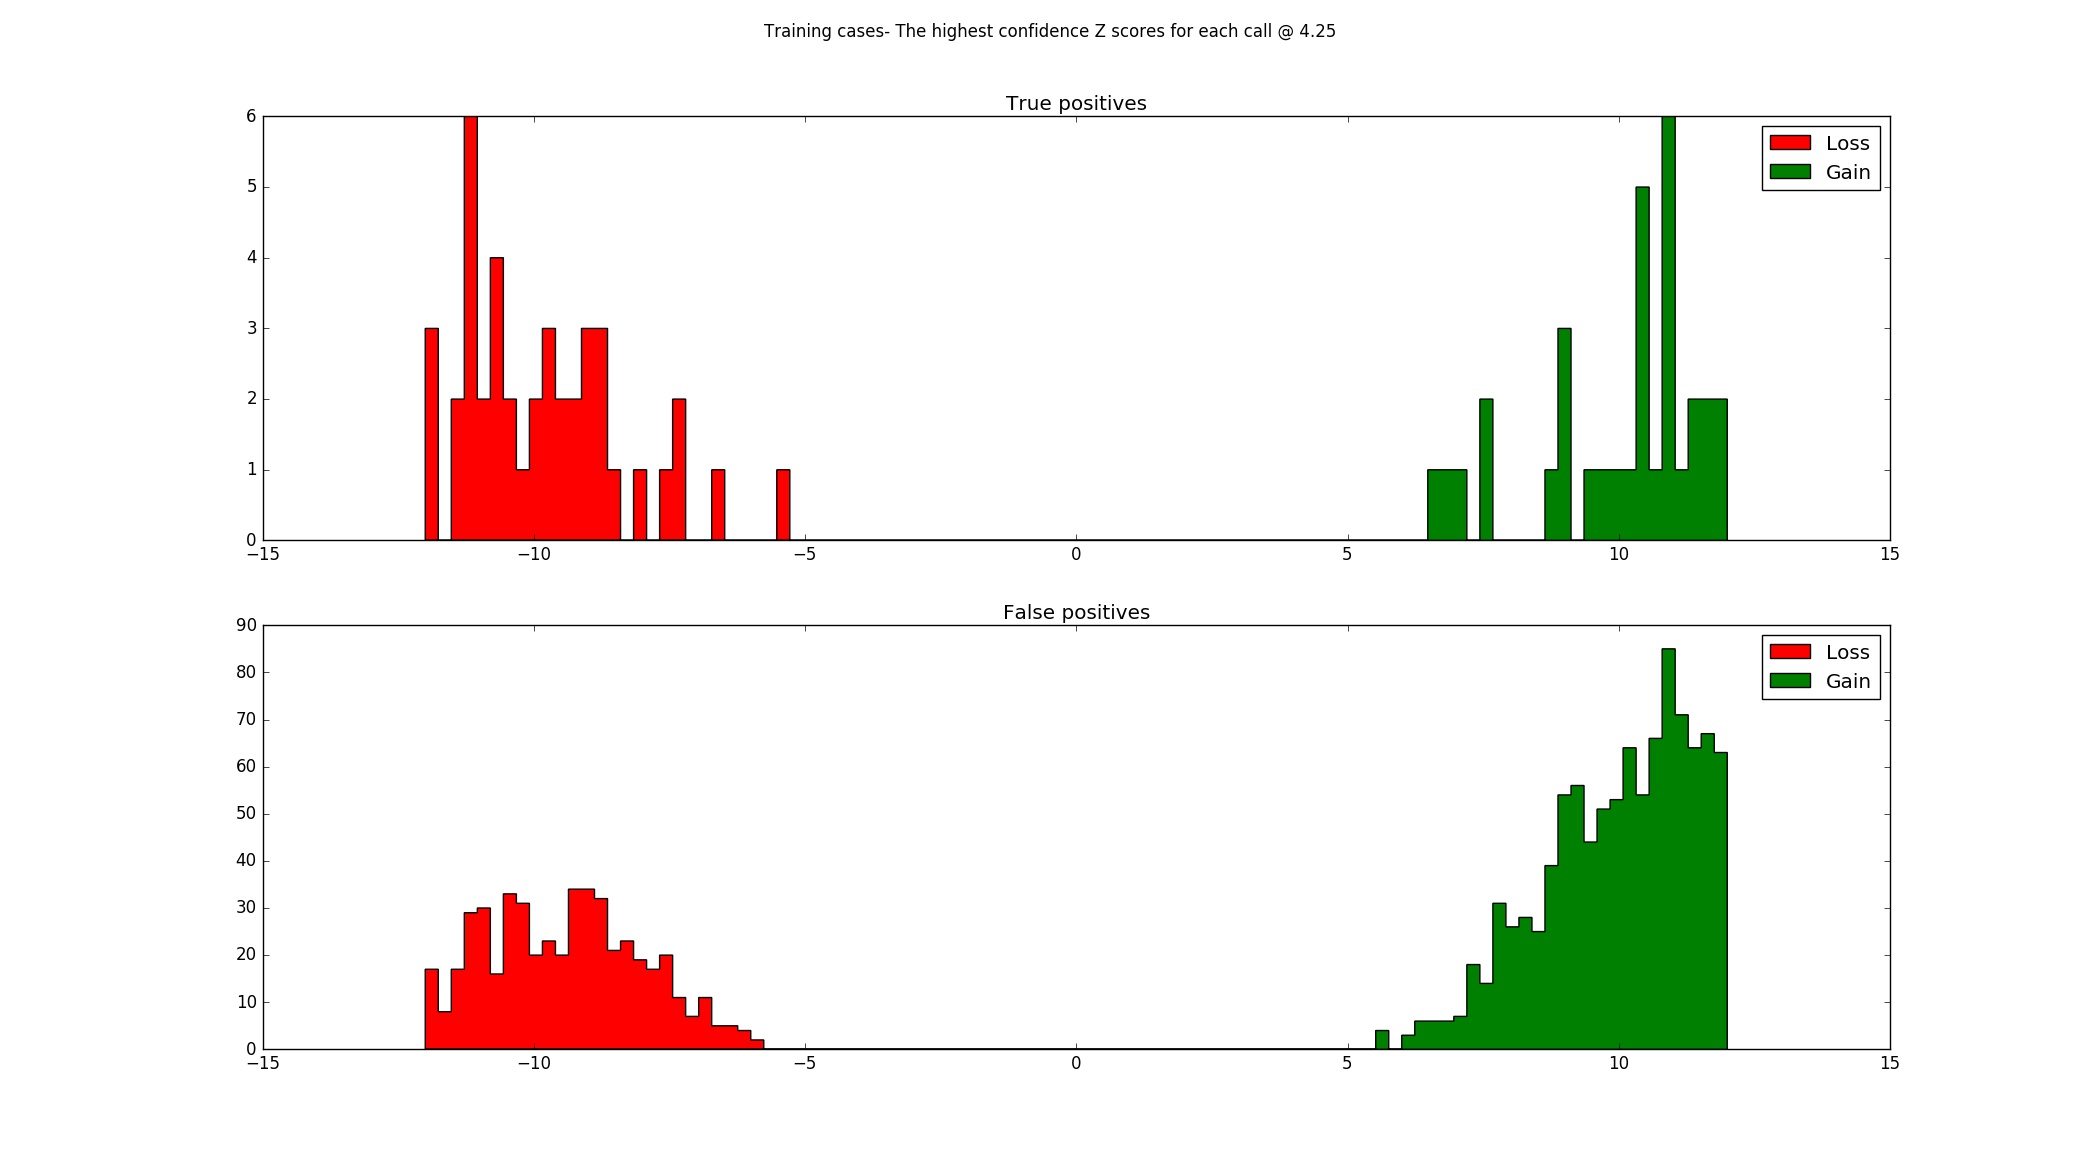 Training cases- The highest confidence Z scores for each call @ 4.25
True positives
6
5
4
3
2
1
0
−15 −10 −5 0 5 10 15
Loss
Gain
False positives
90
80
70
60
50
40
30
20
10
0
−15 −10 −5 0 5 10 15
Loss
Gain